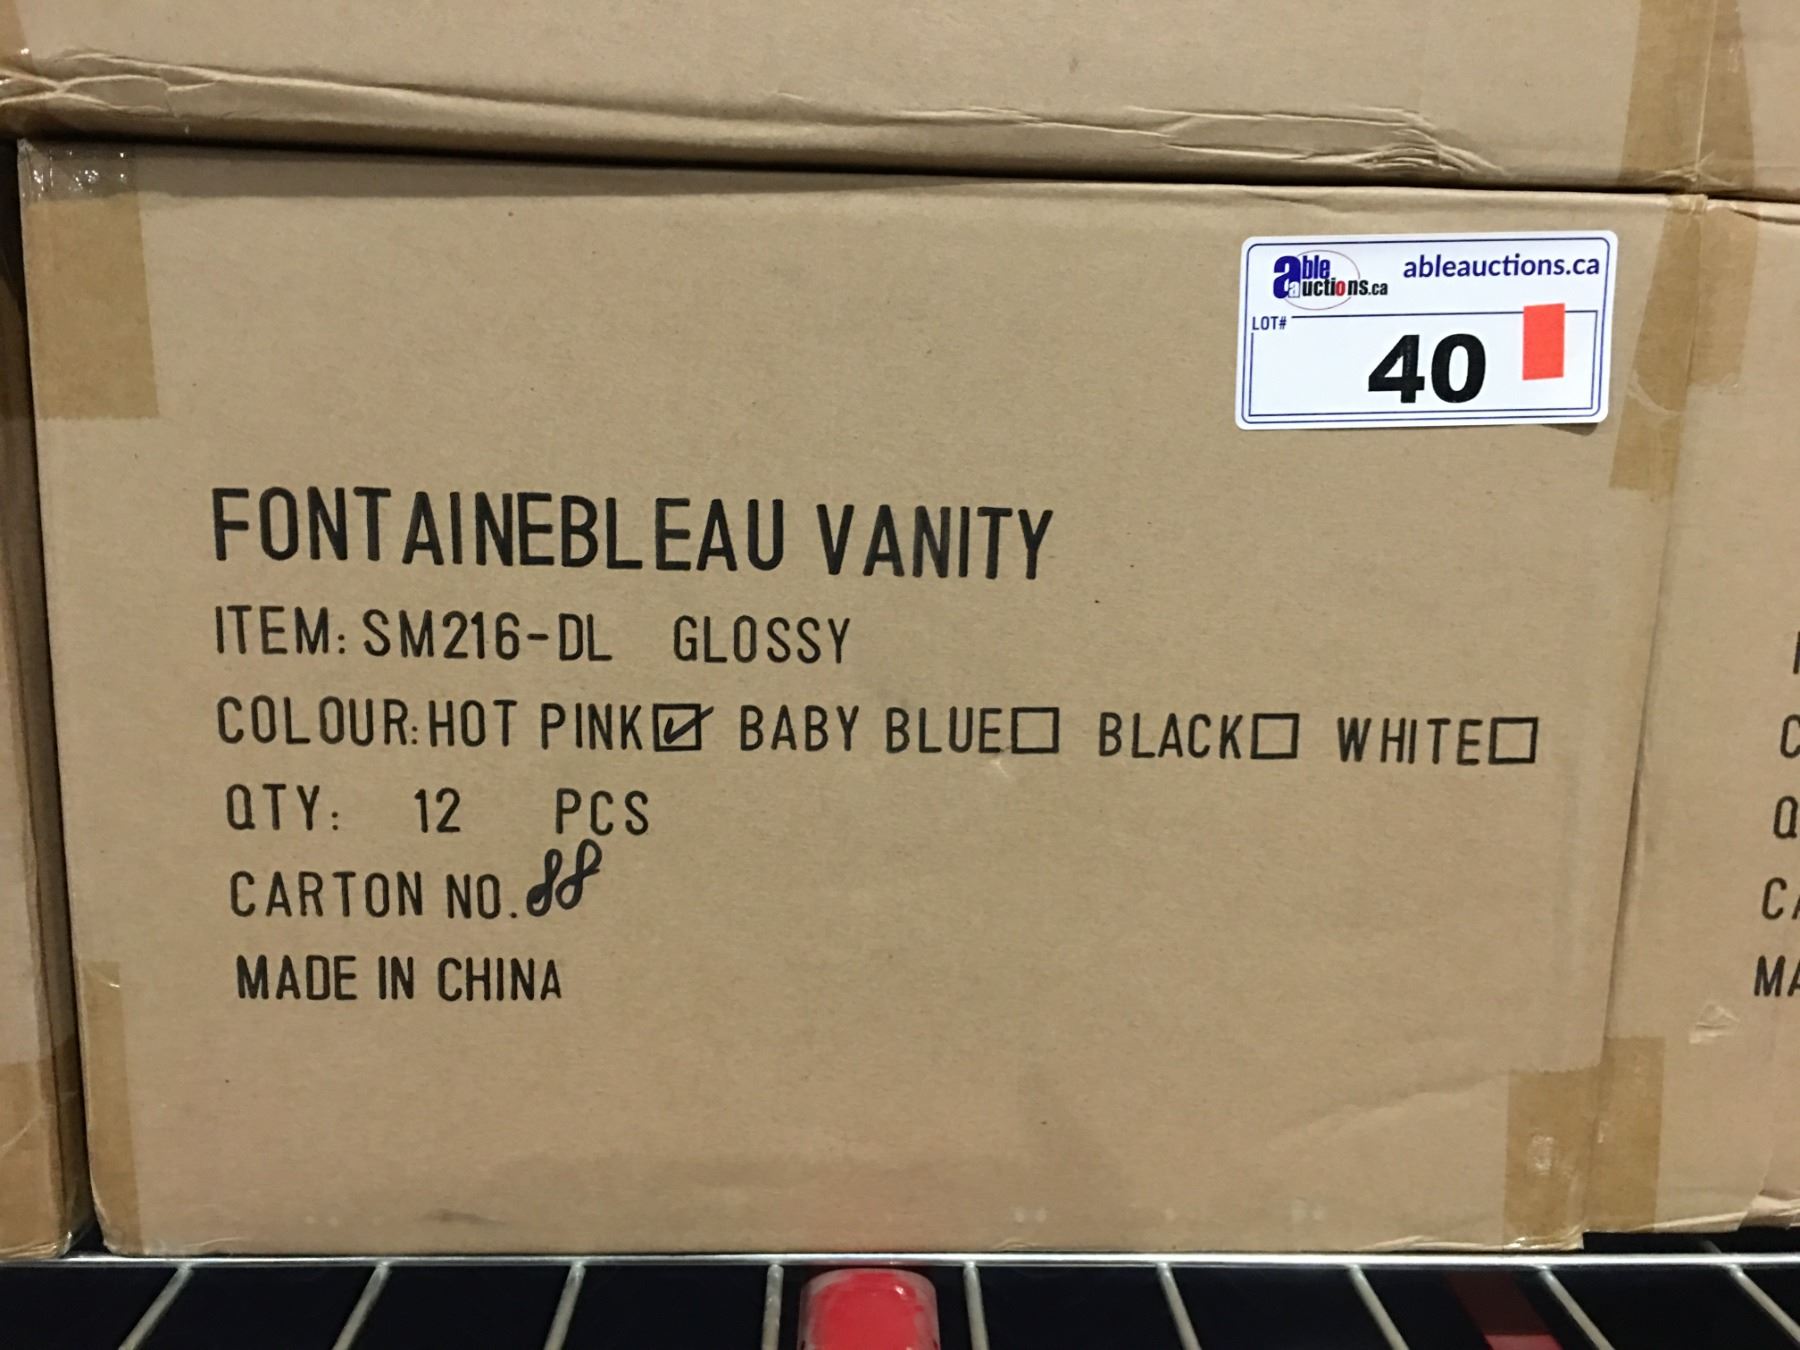 able auctions.ca
ableauctions.ca
LOT#
40
FONTAINEBLEAU VANITY
ITEM: SM216-DL GLOSSY
COLOUR: HOT PINK☑ BABY BLUE☐ BLACK☐ WHITE☐
QTY: 12 PCS
CARTON NO. 88
MADE IN CHINA